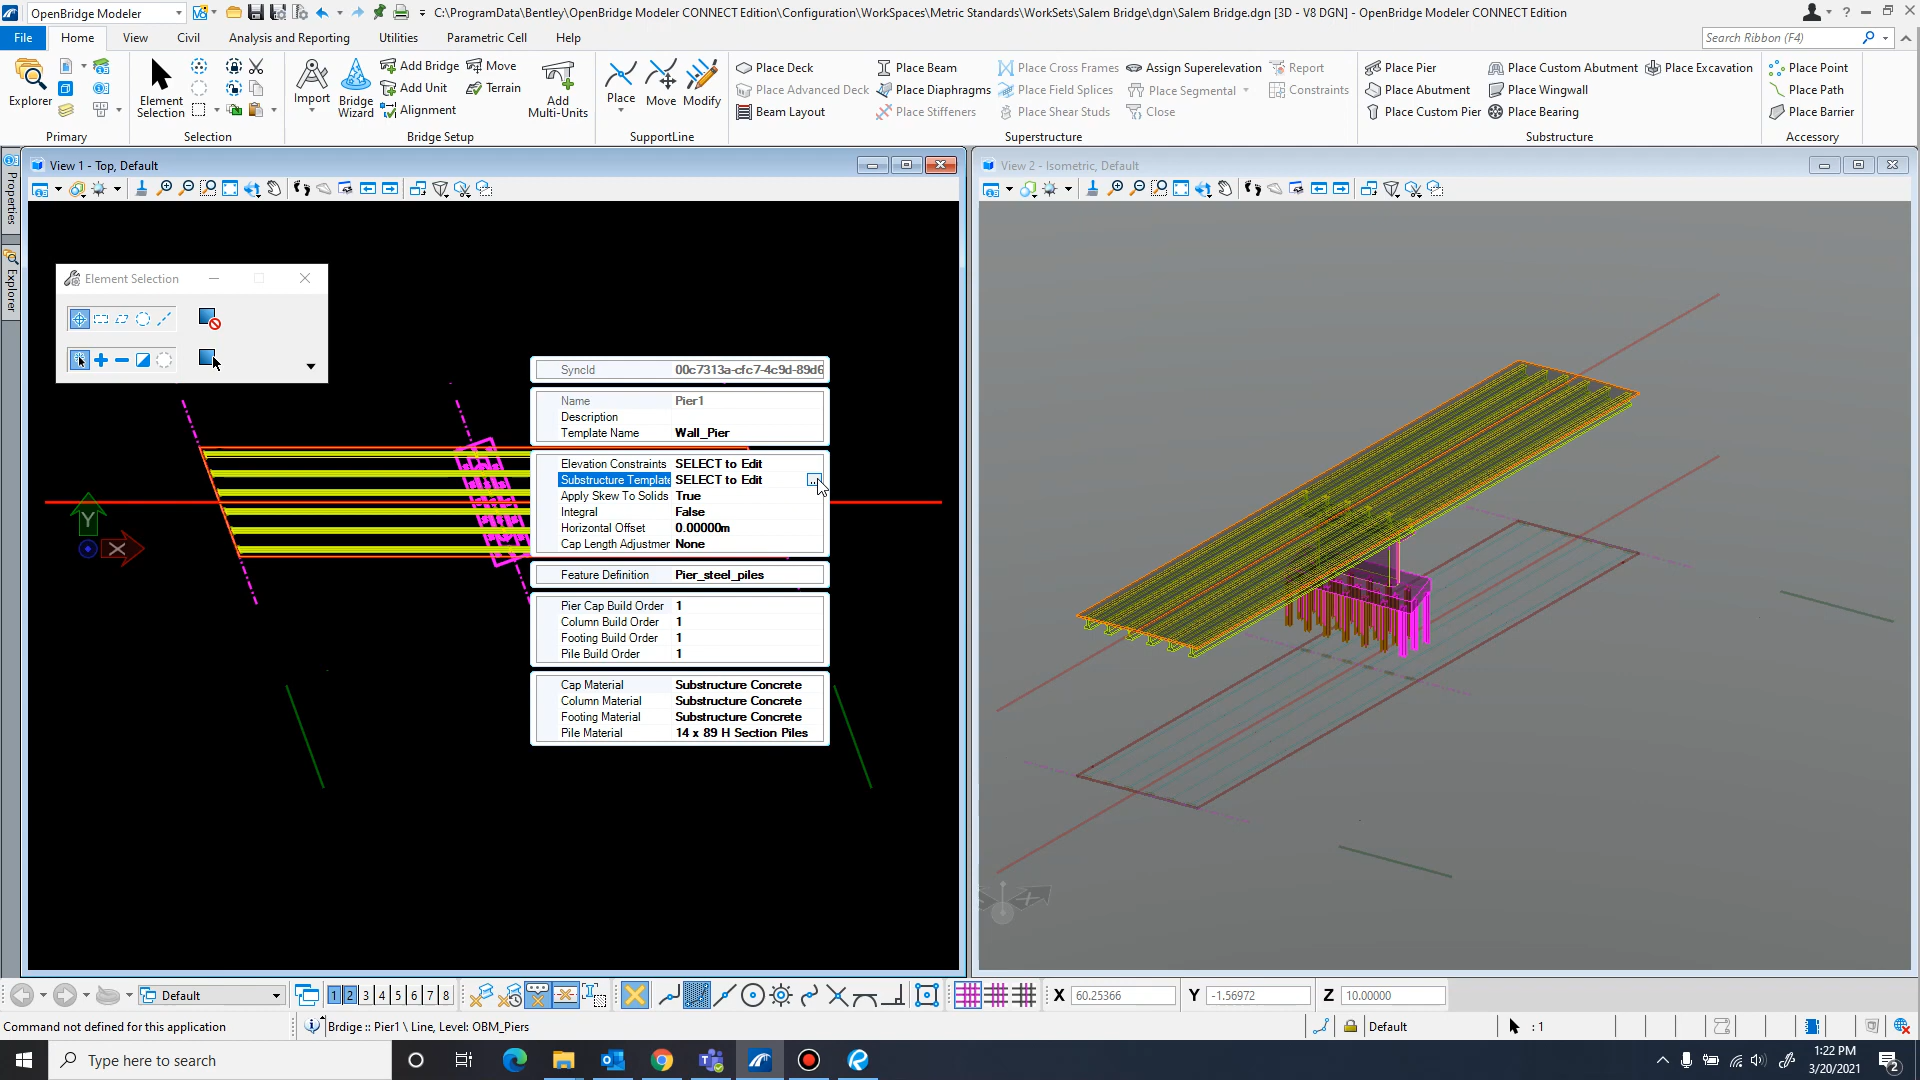 OpenBridge Modeler
C:\ProgramData\Bentley\OpenBridge Modeler CONNECT Edition\Configuration\WorkSpaces\Metric Standards\WorkSets\Salem Bridge\dgn\Salem Bridge.dgn [3D - V8 DGN] - OpenBridge Modeler CONNECT Edition
File Home View Civil Analysis and Reporting Utilities Parametric Cell Help
Search Ribbon (F4)
Explorer
Primary
Element Selection
Selection
Import
Bridge Wizard
Add Bridge
Add Unit
Alignment
Move
Terrain
Add Multi-Units
Bridge Setup
Place
Move
Modify
SupportLine
Place Deck
Place Advanced Deck
Beam Layout
Place Beam
Place Diaphragms
Place Stiffeners
Place Cross Frames
Place Field Splices
Place Shear Studs
Assign Superelevation
Place Segmental
Close
Report
Constraints
Superstructure
Place Pier
Place Abutment
Place Custom Pier
Place Custom Abutment
Place Wingwall
Place Bearing
Place Excavation
Substructure
Place Point
Place Path
Place Barrier
Accessory
Properties
Explorer
View 1 - Top, Default
View 2 - Isometric, Default
Element Selection
SyncId 00c7313a-cfc7-4c9d-89d6
Name Pier1
Description
Template Name Wall_Pier
Elevation Constraints SELECT to Edit
Substructure Template SELECT to Edit
Apply Skew To Solids True
Integral False
Horizontal Offset 0.00000m
Cap Length Adjustmer None
Feature Definition Pier_steel_piles
Pier Cap Build Order 1
Column Build Order 1
Footing Build Order 1
Pile Build Order 1
Cap Material Substructure Concrete
Column Material Substructure Concrete
Footing Material Substructure Concrete
Pile Material 14 x 89 H Section Piles
Y
X
Default
1 2 3 4 5 6 7 8
X 60.25366
Y -1.56972
Z 10.00000
Command not defined for this application
Brdige :: Pier1 \ Line, Level: OBM_Piers
Default
: 1
Type here to search
1:22 PM
3/20/2021
2